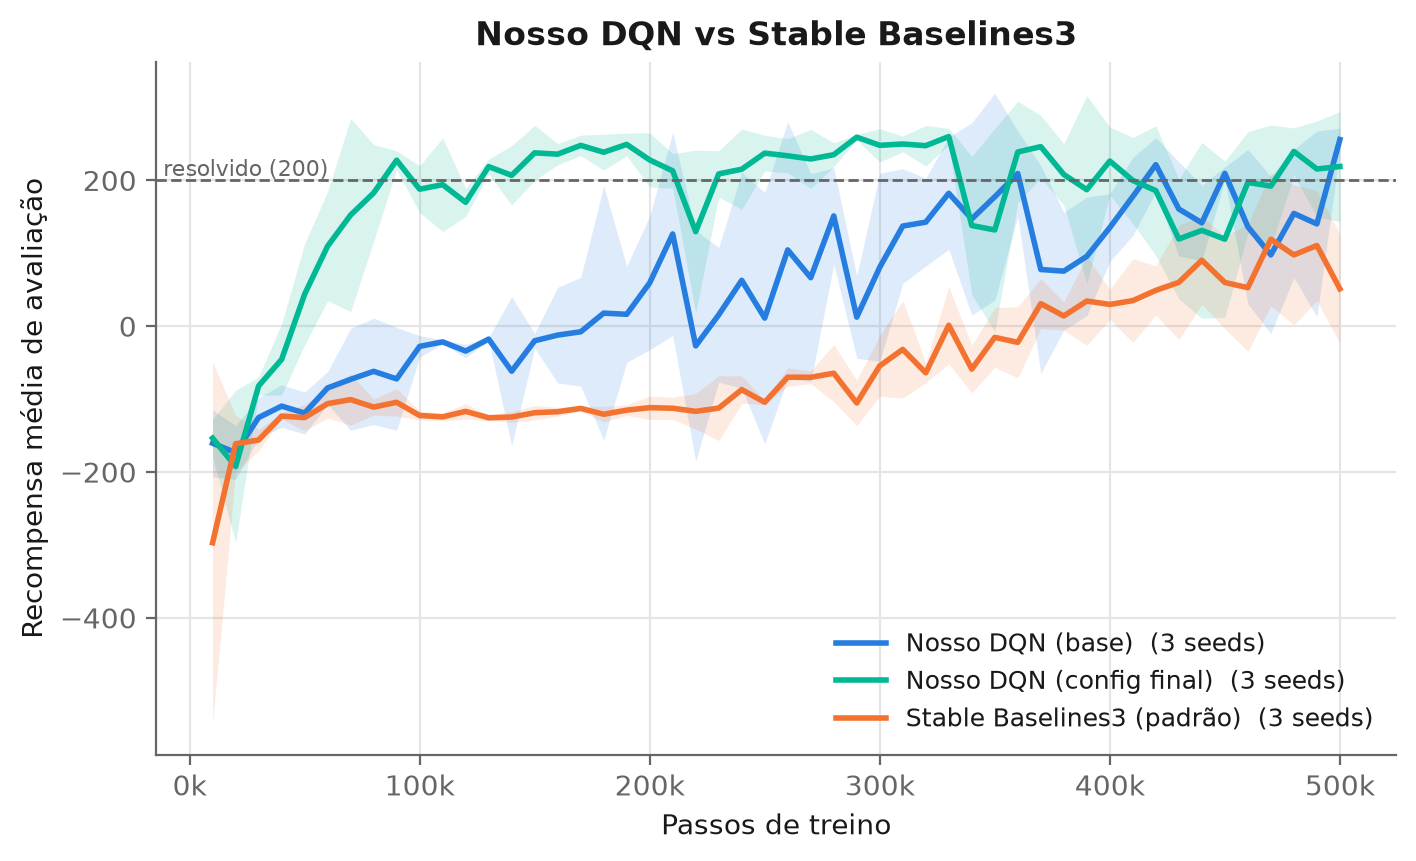 Nosso DQN vs Stable Baselines3
Recompensa média de avaliação
200
0
−200
−400
resolvido (200)
Nosso DQN (base) (3 seeds)
Nosso DQN (config final) (3 seeds)
Stable Baselines3 (padrão) (3 seeds)
0k 100k 200k 300k 400k 500k
Passos de treino